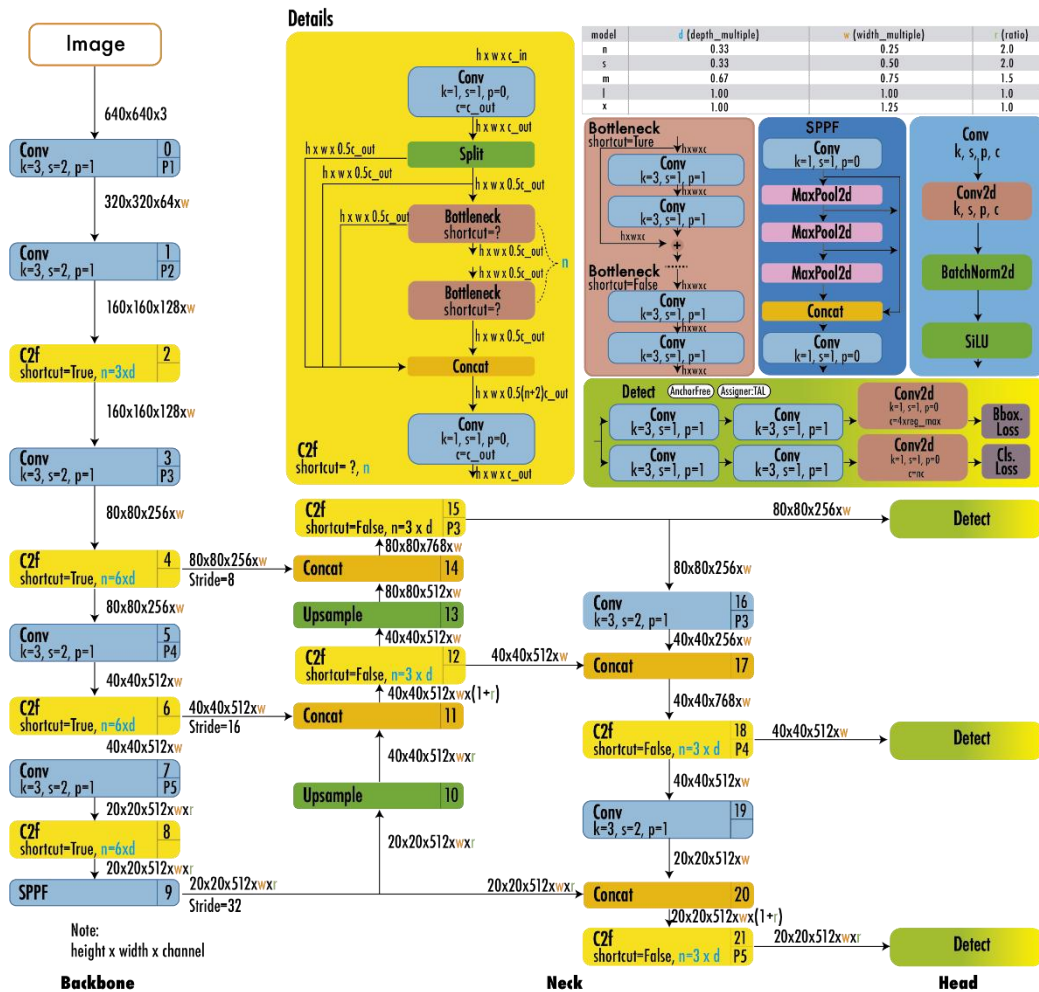 Image
640x640x3
Conv
k=3, s=2, p=1
0
P1
320x320x64xw
Conv
k=3, s=2, p=1
1
P2
160x160x128xw
C2f
shortcut=True, n=3xd
2
160x160x128xw
Conv
k=3, s=2, p=1
3
P3
80x80x256xw
C2f
shortcut=True, n=6xd
4
80x80x256xw
Stride=8
80x80x256xw
Conv
k=3, s=2, p=1
5
P4
40x40x512xw
C2f
shortcut=True, n=6xd
6
40x40x512xw
Stride=16
40x40x512xw
Conv
k=3, s=2, p=1
7
P5
20x20x512xwxr
C2f
shortcut=True, n=6xd
8
20x20x512xwxr
SPPF
9
20x20x512xwxr
Stride=32
Note:
height x width x channel
Backbone
Details
h x w x c_in
Conv
k=1, s=1, p=0,
c=c_out
h x w x c_out
h x w x 0.5c_out
Split
h x w x 0.5c_out
h x w x 0.5c_out
h x w x 0.5c_out
Bottleneck
shortcut=?
h x w x 0.5c_out
n
h x w x 0.5c_out
Bottleneck
shortcut=?
h x w x 0.5c_out
Concat
h x w x 0.5(n+2)c_out
Conv
k=1, s=1, p=0,
c=c_out
C2f
shortcut= ?, n
h x w x c_out
model d (depth_multiple) w (width_multiple) r (ratio)
n 0.33 0.25 2.0
s 0.33 0.50 2.0
m 0.67 0.75 1.5
l 1.00 1.00 1.0
x 1.00 1.25 1.0
Bottleneck
shortcut=Ture
hxwxc
Conv
k=3, s=1, p=1
hxwxc
Conv
k=3, s=1, p=1
hxwxc
hxwxc
+
Bottleneck
shortcut=False
hxwxc
Conv
k=3, s=1, p=1
hxwxc
Conv
k=3, s=1, p=1
hxwxc
SPPF
Conv
k=1, s=1, p=0
MaxPool2d
MaxPool2d
MaxPool2d
Concat
Conv
k=1, s=1, p=0
Conv
k, s, p, c
Conv2d
k, s, p, c
BatchNorm2d
SiLU
Detect
AnchorFree
Assigner:TAL
Conv
k=3, s=1, p=1
Conv
k=3, s=1, p=1
Conv2d
k=1, s=1, p=0
c=4xreg_max
Bbox.
Loss
Conv
k=3, s=1, p=1
Conv
k=3, s=1, p=1
Conv2d
k=1, s=1, p=0
c=nc
Cls.
Loss
C2f
shortcut=False, n=3 x d
15
P3
80x80x768xw
Concat
14
80x80x512xw
Upsample
13
40x40x512xw
C2f
shortcut=False, n=3 x d
12
40x40x512xw
40x40x512xwx(1+r)
Concat
11
40x40x512xwxr
Upsample
10
20x20x512xwxr
80x80x256xw
80x80x256xw
Conv
k=3, s=2, p=1
16
P3
40x40x256xw
Concat
17
40x40x768xw
C2f
shortcut=False, n=3 x d
18
P4
40x40x512xw
40x40x512xw
Conv
k=3, s=2, p=1
19
20x20x512xw
20x20x512xwxr
Concat
20
20x20x512xwx(1+r)
C2f
shortcut=False, n=3 x d
21
P5
20x20x512xwxr
Neck
Detect
Detect
Detect
Head